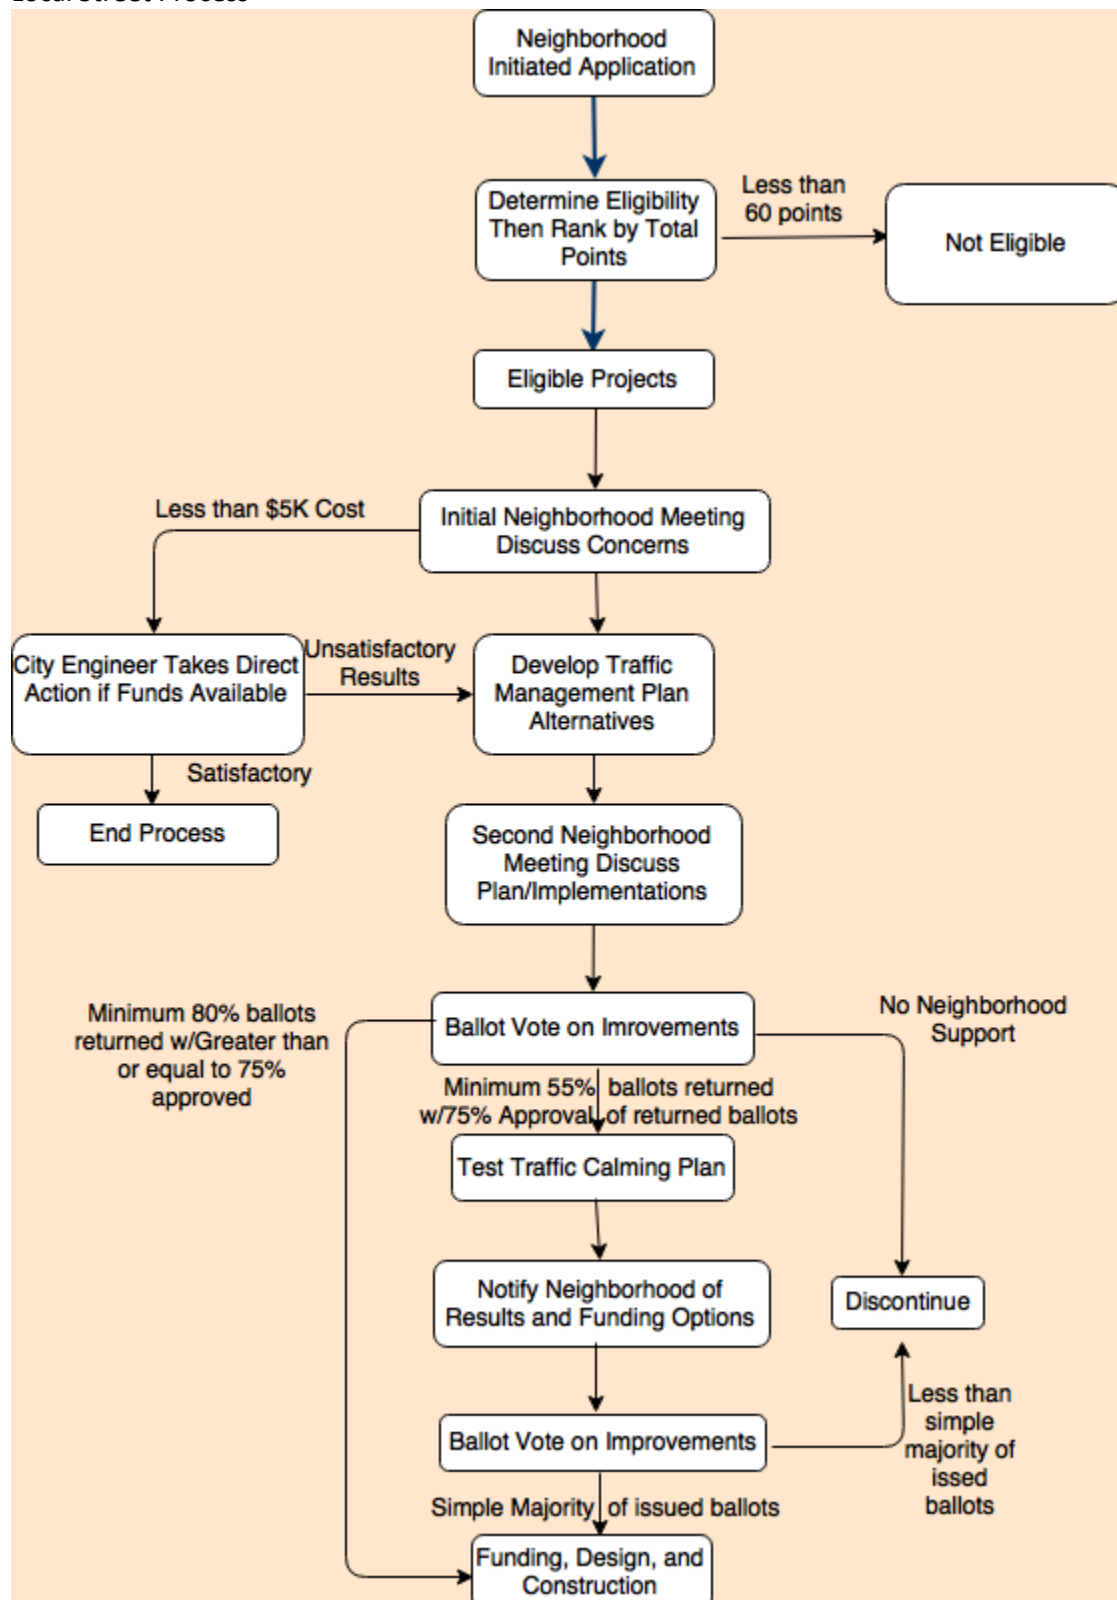 Local Street Process
Neighborhood
Initiated Application
Determine Eligibility
Then Rank by Total
Points
Less than
60 points
Not Eligible
Eligible Projects
Less than $5K Cost
Initial Neighborhood Meeting
Discuss Concerns
City Engineer Takes Direct
Action if Funds Available
Unsatisfactory
Results
Develop Traffic
Management Plan
Alternatives
Satisfactory
End Process
Second Neighborhood
Meeting Discuss
Plan/Implementations
Minimum 80% ballots
returned w/Greater than
or equal to 75%
approved
Ballot Vote on Imrovements
No Neighborhood
Support
Minimum 55% ballots returned
w/75% Approval of returned ballots
Test Traffic Calming Plan
Notify Neighborhood of
Results and Funding Options
Discontinue
Less than
simple
majority of
issed
ballots
Ballot Vote on Improvements
Simple Majority of issued ballots
Funding, Design, and
Construction